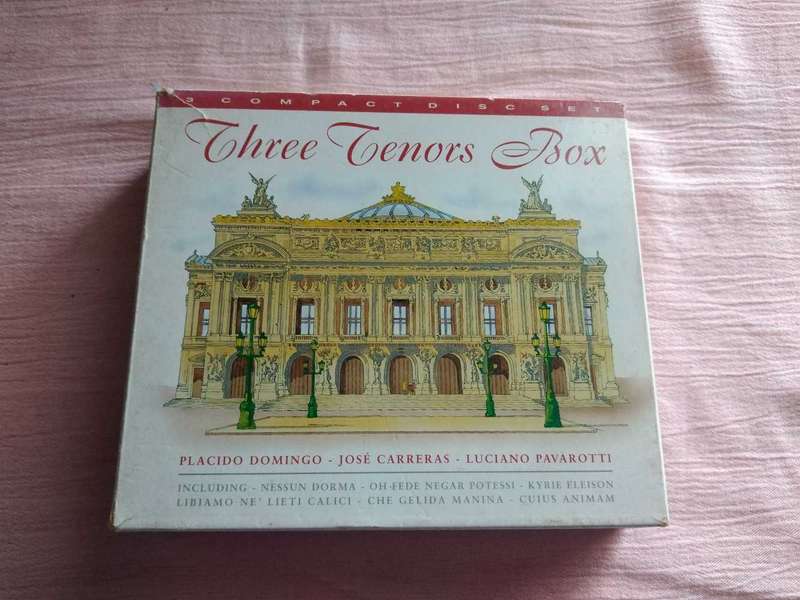 3 COMPACT DISC SET
Three Tenors Box
PLACIDO DOMINGO - JOSÉ CARRERAS - LUCIANO PAVAROTTI
INCLUDING - NESSUN DORMA - OH FEDE NEGAR POTESSI - KYRIE ELEISON
LIBIAMO NE' LIETI CALICI - CHE GELIDA MANINA - CUIUS ANIMAM